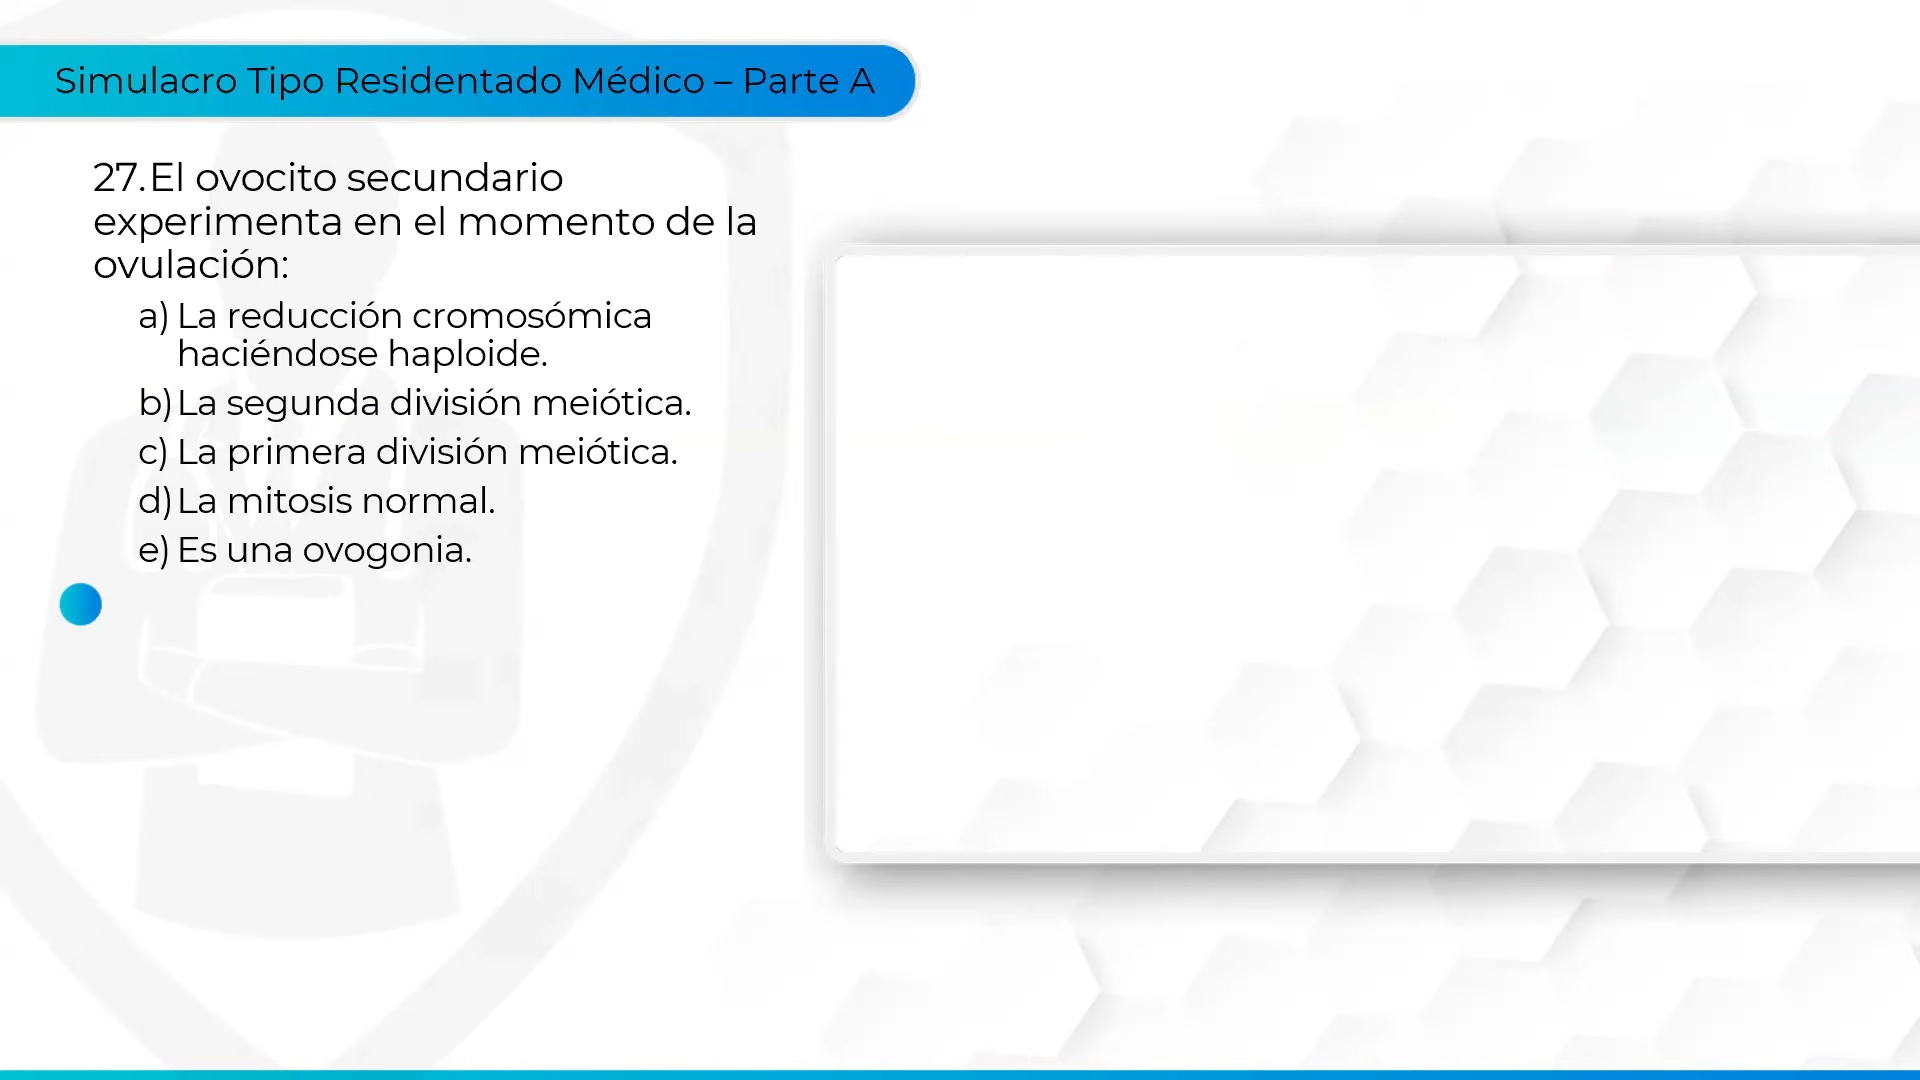 Simulacro Tipo Residentado Médico – Parte A
27.El ovocito secundario
experimenta en el momento de la
ovulación:
a) La reducción cromosómica
haciéndose haploide.
b) La segunda división meiótica.
c) La primera división meiótica.
d) La mitosis normal.
e) Es una ovogonia.